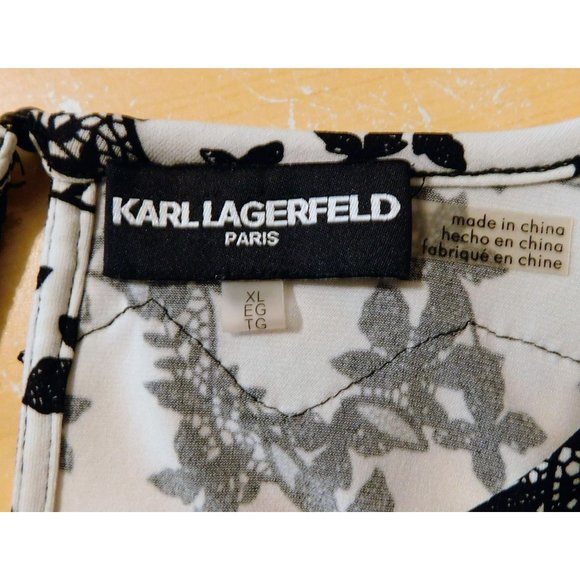 KARL LAGERFELD
PARIS
made in china
hecho en china
fabriqué en chine
XL
EG
TG